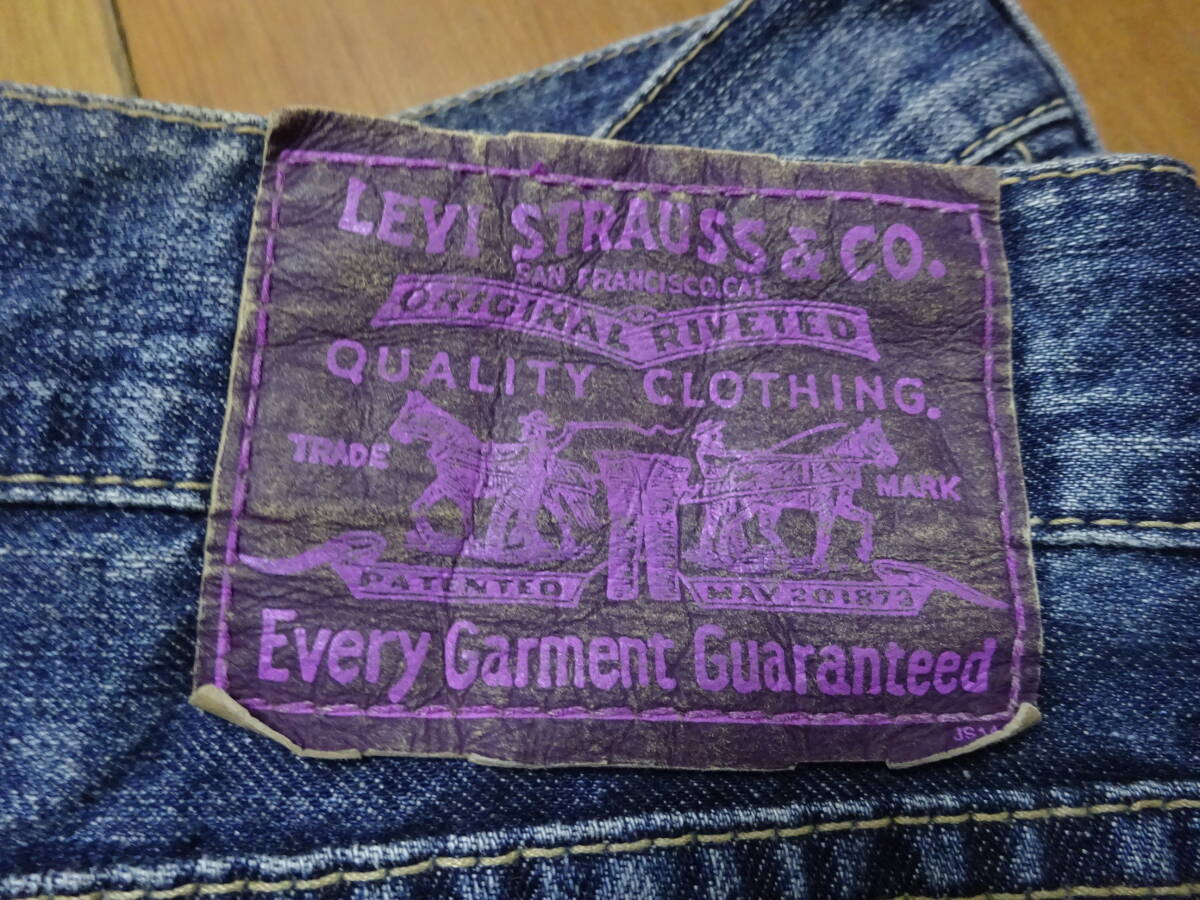 LEVI STRAUSS & CO.
SAN FRANCISCO.CAL.
ORIGINAL RIVETED
QUALITY CLOTHING.
TRADE MARK
PATENTED MAY 20 1873
Every Garment Guaranteed